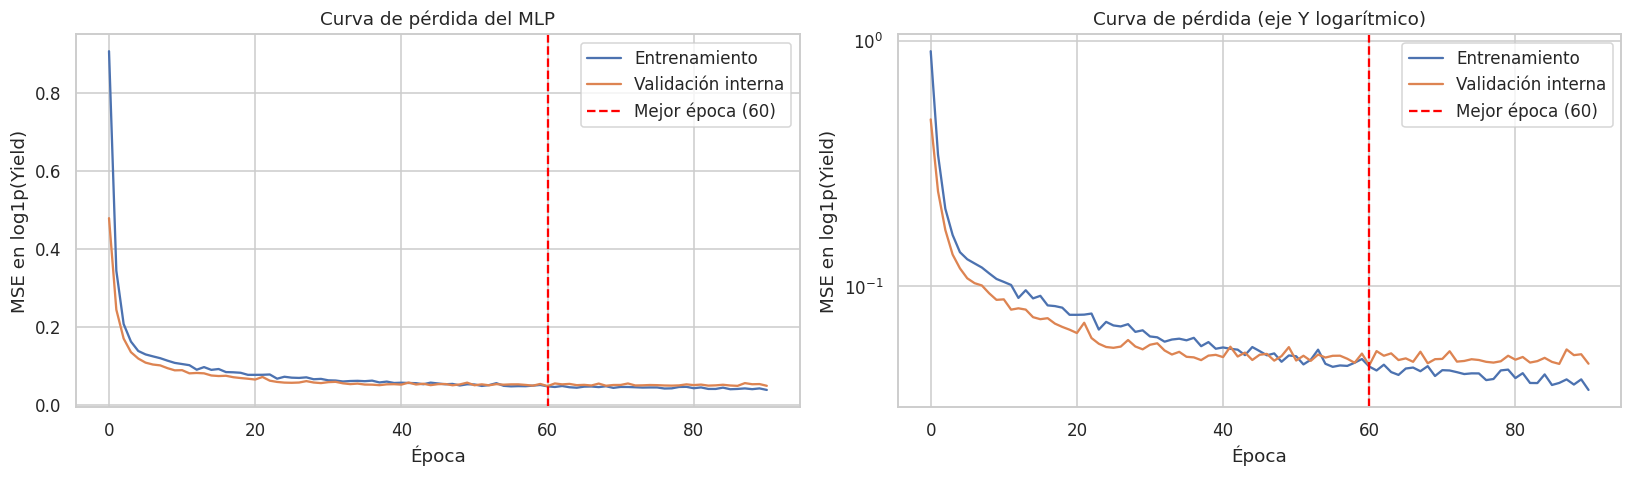 Curva de pérdida del MLP
MSE en log1p(Yield)
0.8
0.6
0.4
0.2
0.0
0
20
40
60
80
Época
Entrenamiento
Validación interna
Mejor época (60)
Curva de pérdida (eje Y logarítmico)
MSE en log1p(Yield)
10⁰
10⁻¹
0
20
40
60
80
Época
Entrenamiento
Validación interna
Mejor época (60)